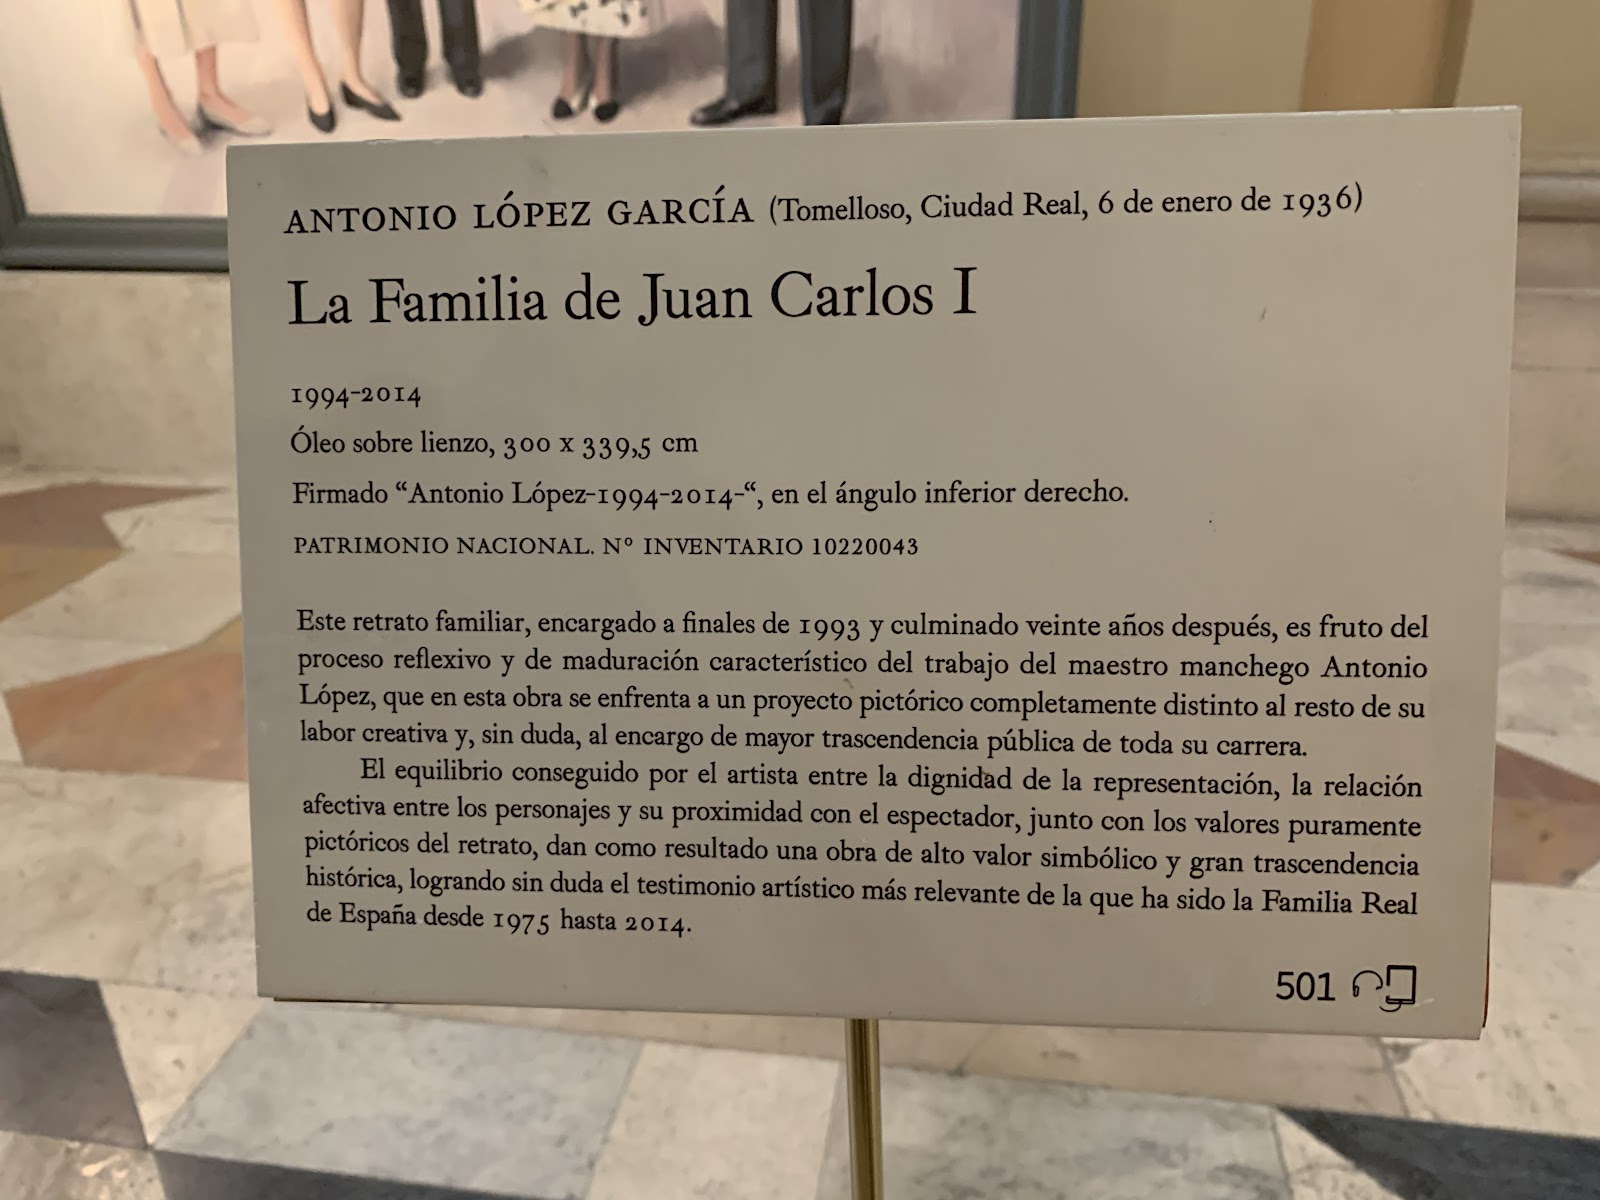 ANTONIO LÓPEZ GARCÍA (Tomelloso, Ciudad Real, 6 de enero de 1936)
La Familia de Juan Carlos I
1994-2014
Óleo sobre lienzo, 300 x 339,5 cm
Firmado “Antonio López-1994-2014-“, en el ángulo inferior derecho.
PATRIMONIO NACIONAL. Nº INVENTARIO 10220043
Este retrato familiar, encargado a finales de 1993 y culminado veinte años después, es fruto del
proceso reflexivo y de maduración característico del trabajo del maestro manchego Antonio
López, que en esta obra se enfrenta a un proyecto pictórico completamente distinto al resto de su
labor creativa y, sin duda, al encargo de mayor trascendencia pública de toda su carrera.
El equilibrio conseguido por el artista entre la dignidad de la representación, la relación
afectiva entre los personajes y su proximidad con el espectador, junto con los valores puramente
pictóricos del retrato, dan como resultado una obra de alto valor simbólico y gran trascendencia
histórica, logrando sin duda el testimonio artístico más relevante de la que ha sido la Familia Real
de España desde 1975 hasta 2014.
501